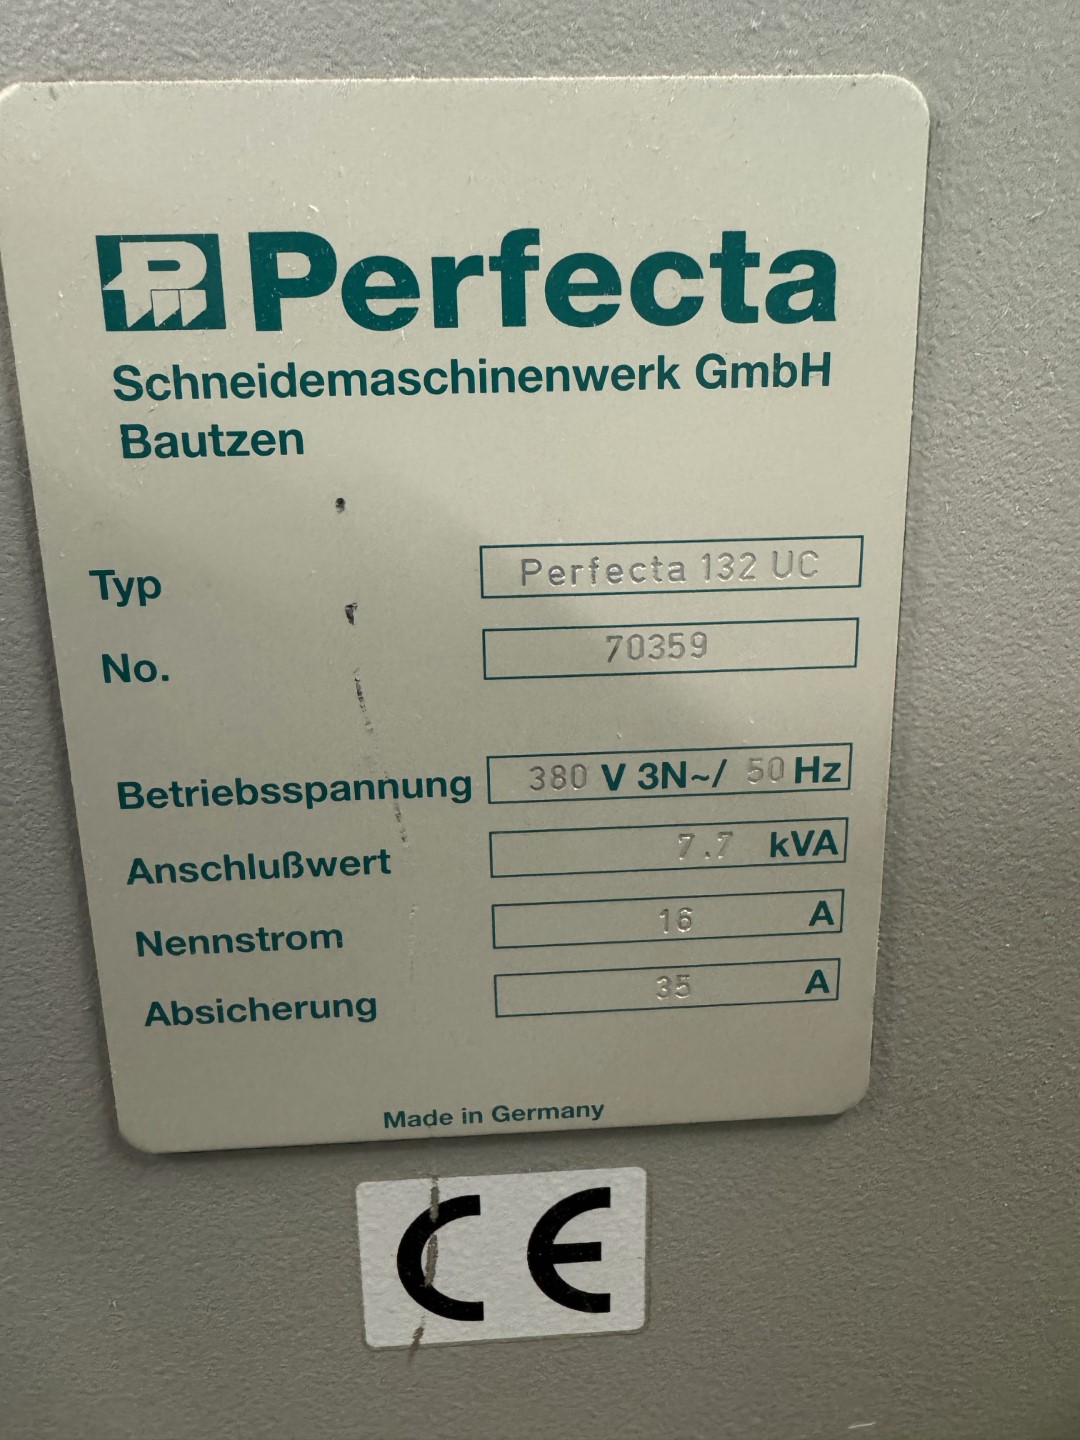 Perfecta
Schneidemaschinenwerk GmbH
Bautzen
Typ Perfecta 132 UC
No. 70359
Betriebsspannung 380 V 3N~/ 50 Hz
Anschlußwert 7.7 kVA
Nennstrom 16 A
Absicherung 35 A
Made in Germany
CE